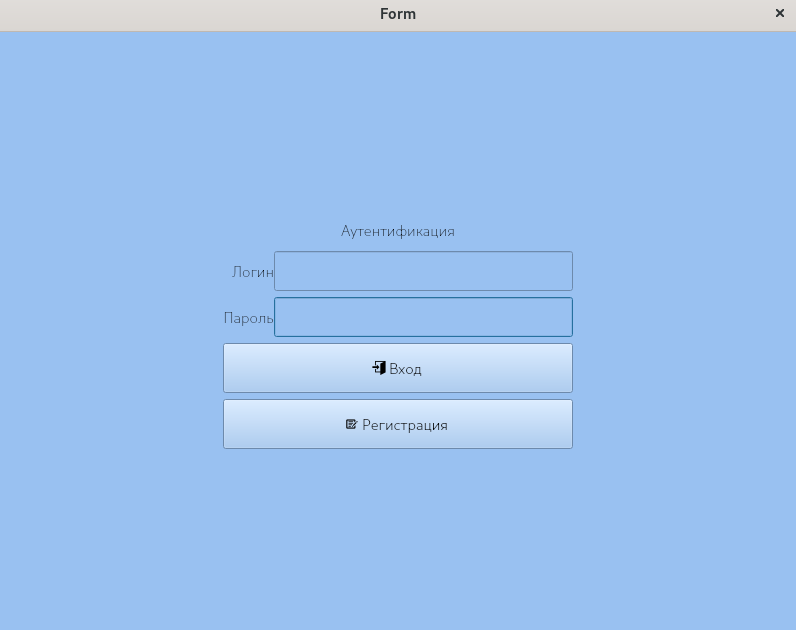 Form
Аутентификация
Логин
Пароль
Вход
Регистрация